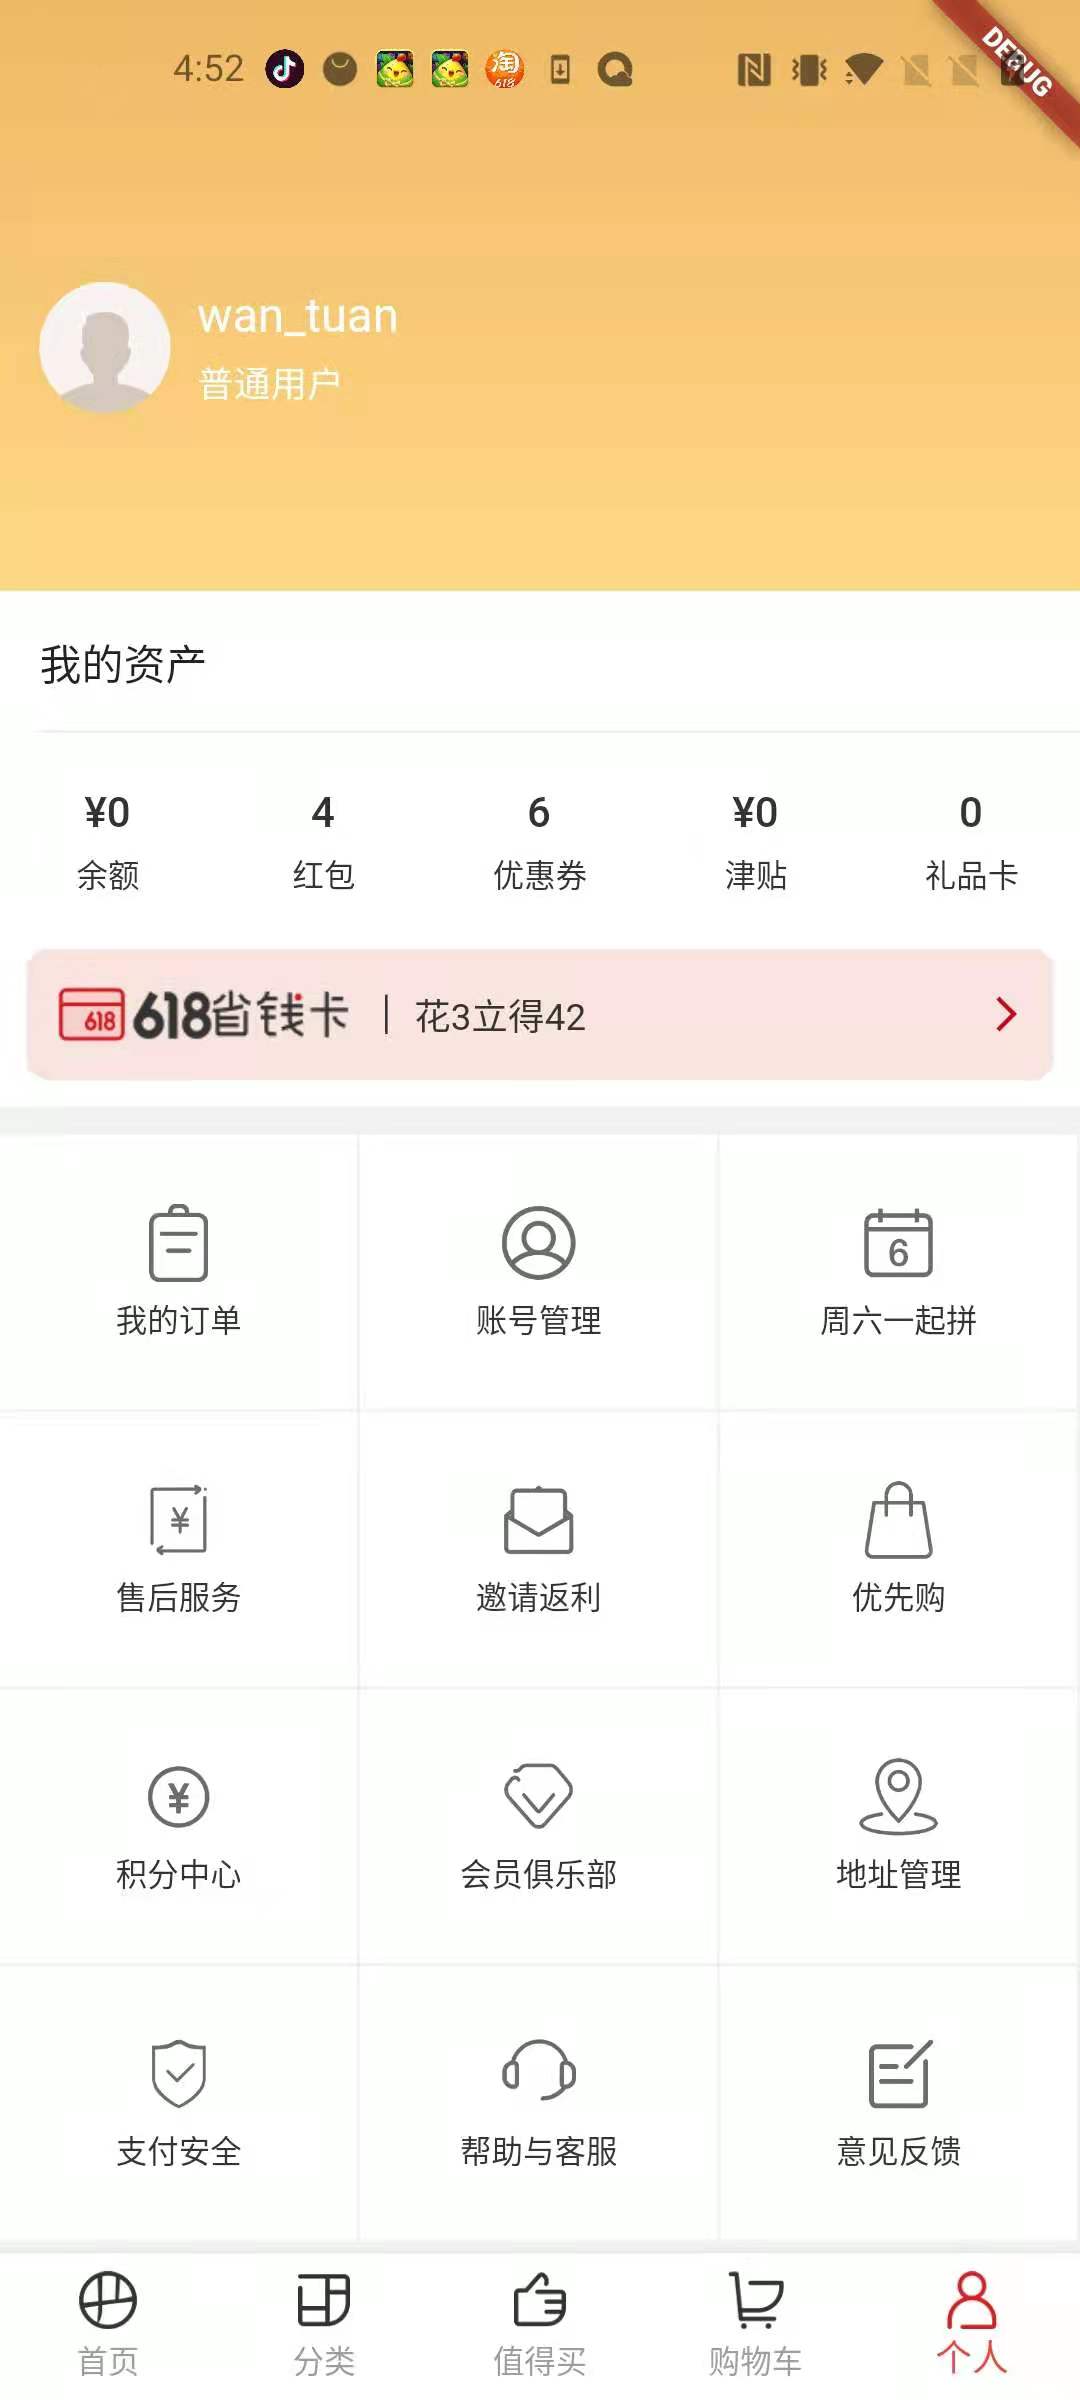 4:52
淘
618
DEBUG
wan_tuan
普通用户
我的资产
¥0 4 6 ¥0 0
余额 红包 优惠券 津贴 礼品卡
618 618省钱卡 | 花3立得42
6
我的订单 账号管理 周六一起拼
¥
售后服务 邀请返利 优先购
¥
积分中心 会员俱乐部 地址管理
支付安全 帮助与客服 意见反馈
首页 分类 值得买 购物车 个人